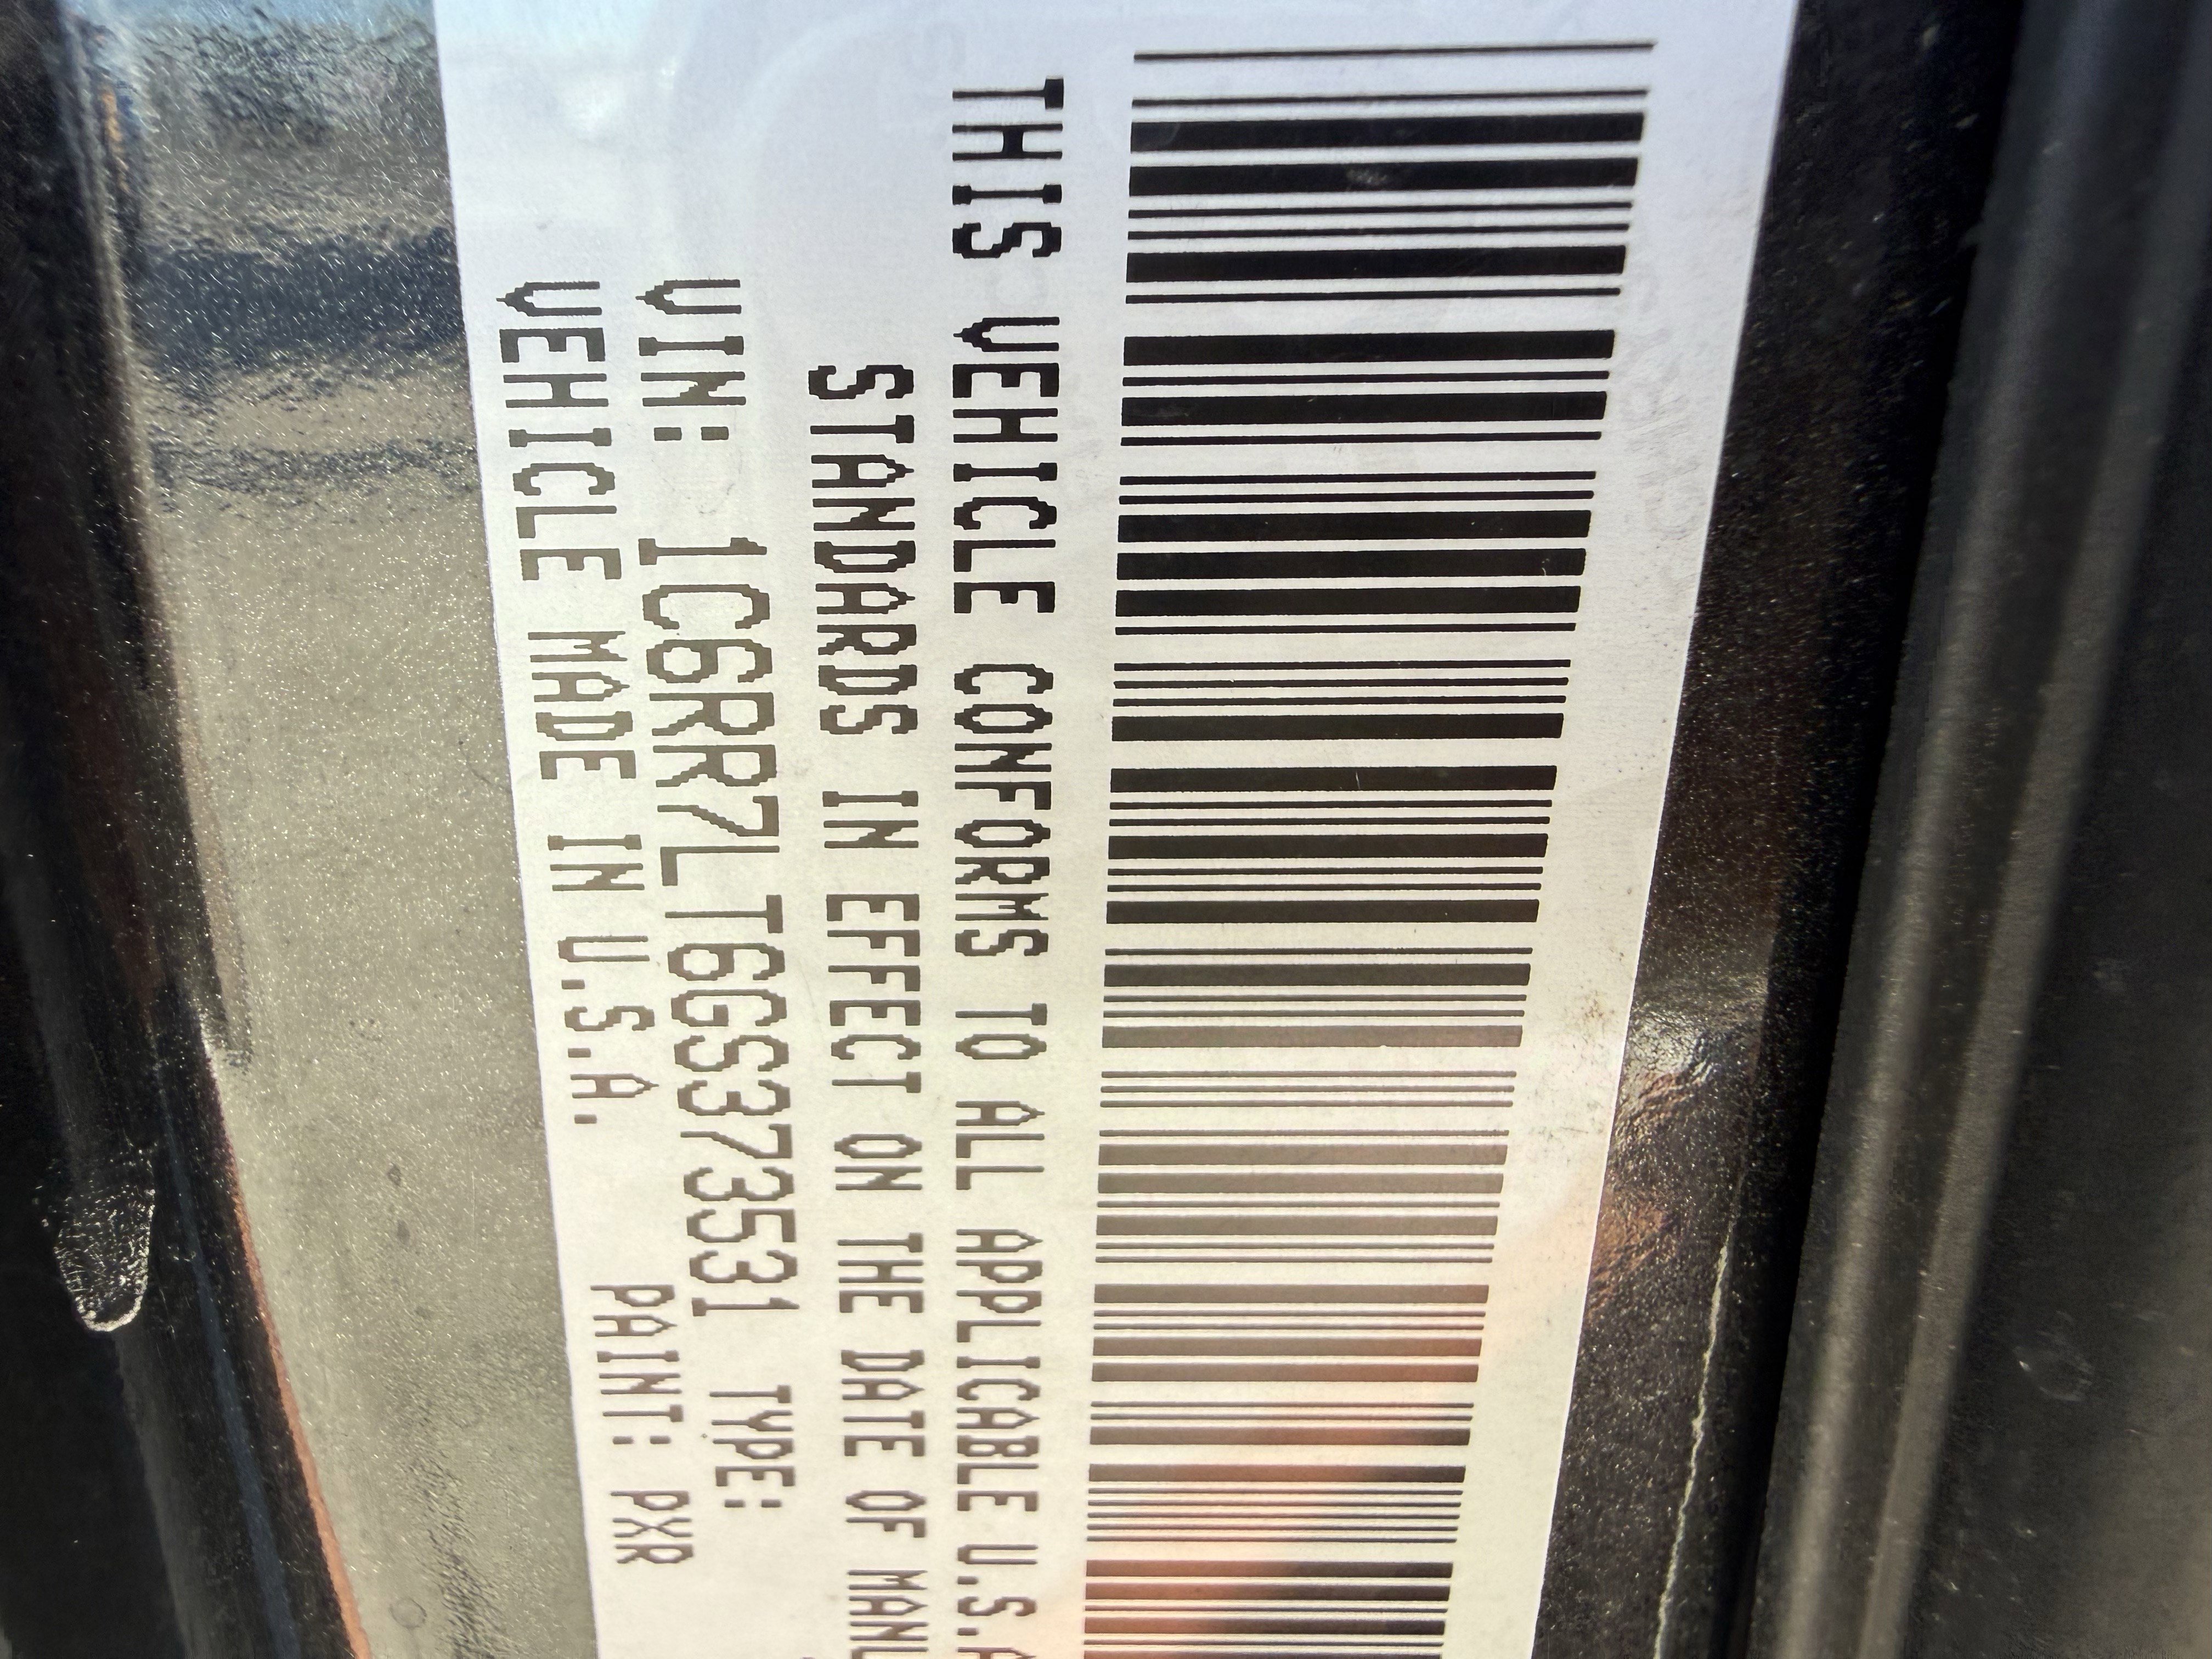 THIS VEHICLE CONFORMS TO ALL APPLICABLE U.S.A
STANDARDS IN EFFECT ON THE DATE OF MANU
VIN: 1C6RR7LT6GS373531 TYPE:
VEHICLE MADE IN U.S.A. PAINT: PXR